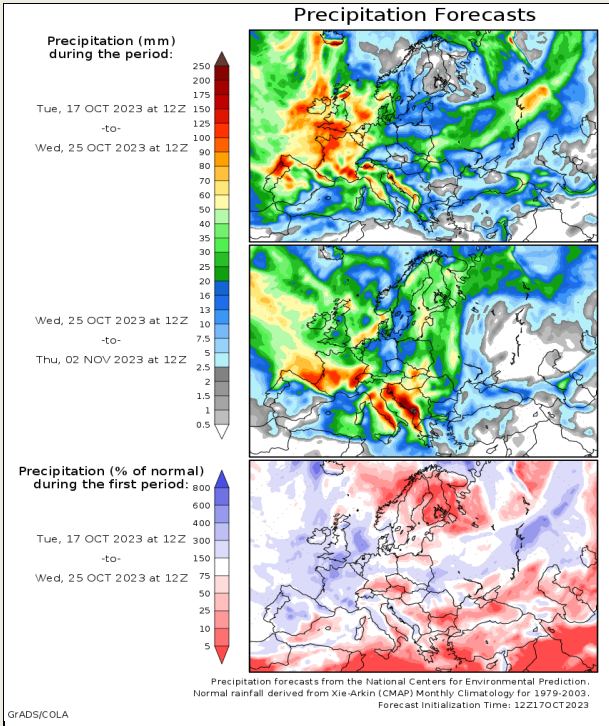 Precipitation Forecasts
Precipitation (mm)
during the period:
Tue, 17 OCT 2023 at 12Z
-to-
Wed, 25 OCT 2023 at 12Z
250
200
175
150
125
100
90
80
70
60
50
40
35
30
25
20
16
13
10
7.5
5
2.5
2
1.5
1
0.5
Wed, 25 OCT 2023 at 12Z
-to-
Thu, 02 NOV 2023 at 12Z
Precipitation (% of normal)
during the first period:
Tue, 17 OCT 2023 at 12Z
-to-
Wed, 25 OCT 2023 at 12Z
800
600
400
300
150
75
50
25
10
5
Precipitation forecasts from the National Centers for Environmental Prediction.
Normal rainfall derived from Xie-Arkin (CMAP) Monthly Climatology for 1979-2003.
Forecast Initialization Time: 12Z17OCT2023
GrADS/COLA